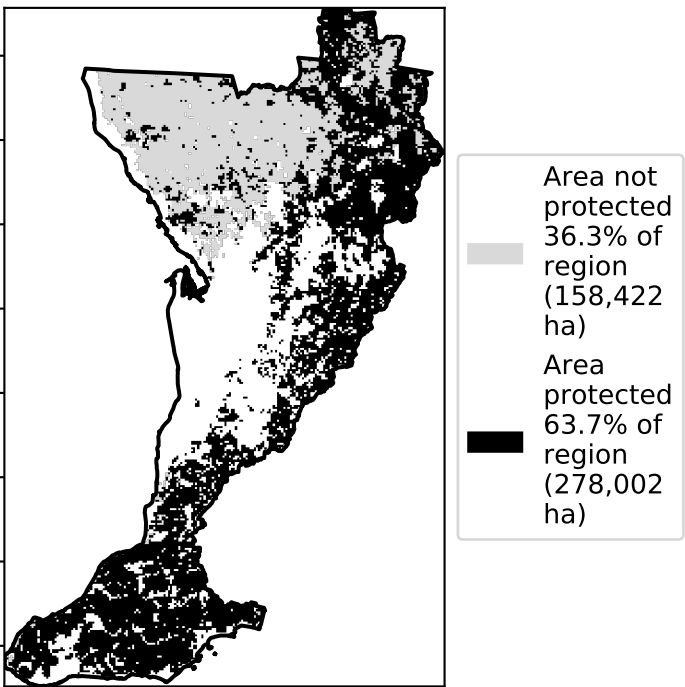 Area not
protected
36.3% of
region
(158,422
ha)
Area
protected
63.7% of
region
(278,002
ha)